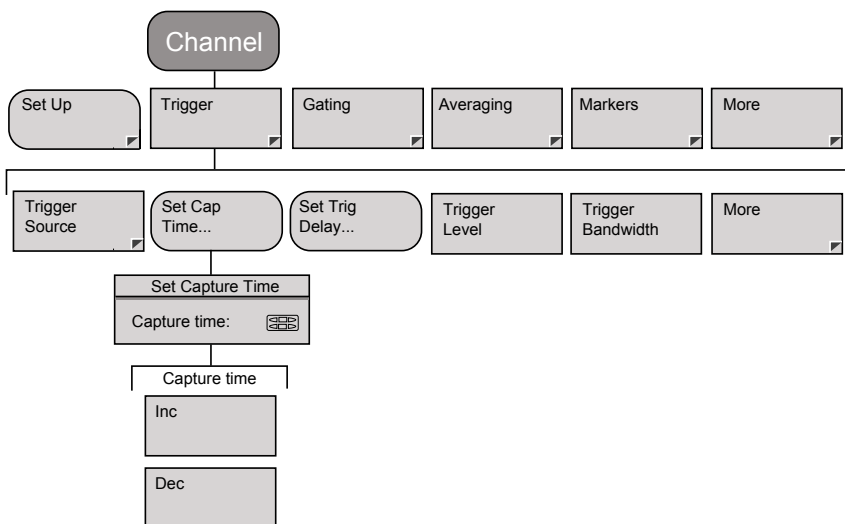 Channel
Set Up
Trigger
Gating
Averaging
Markers
More
Trigger
Source
Set Cap
Time...
Set Trig
Delay...
Trigger
Level
Trigger
Bandwidth
More
Set Capture Time
Capture time:
Capture time
Inc
Dec